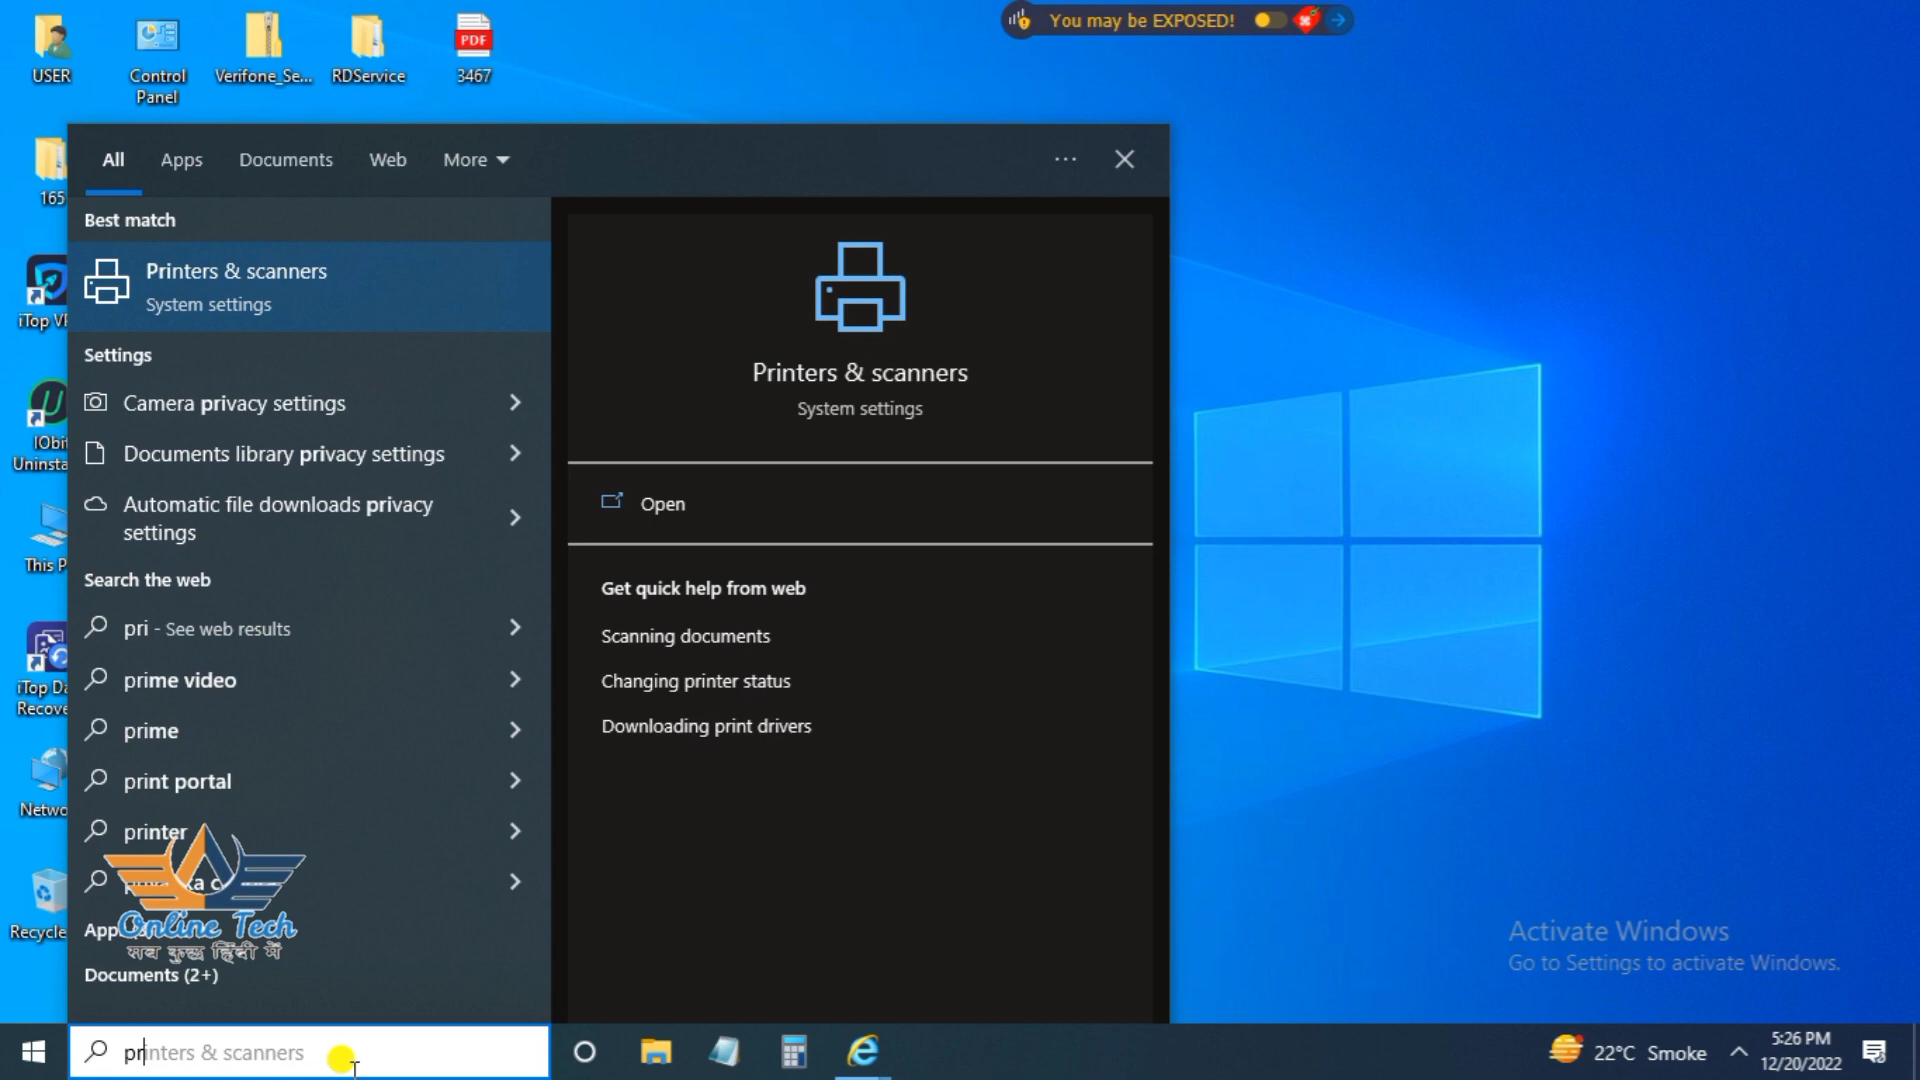 You may be EXPOSED!
USER
Control
Panel
Verifone_Se...
RDService
PDF
3467
165
iTop
IObit
Uninsta
This P
iTop Da
Recove
Netwo
Recycle
All
Apps
Documents
Web
More
Best match
Printers & scanners
System settings
Settings
Camera privacy settings
Documents library privacy settings
Automatic file downloads privacy
settings
Search the web
pri - See web results
prime video
prime
print portal
printer
Online Tech
सब कुछ हिंदी में
Documents (2+)
Printers & scanners
System settings
Open
Get quick help from web
Scanning documents
Changing printer status
Downloading print drivers
Activate Windows
Go to Settings to activate Windows.
printers & scanners
22°C Smoke
5:26 PM
12/20/2022